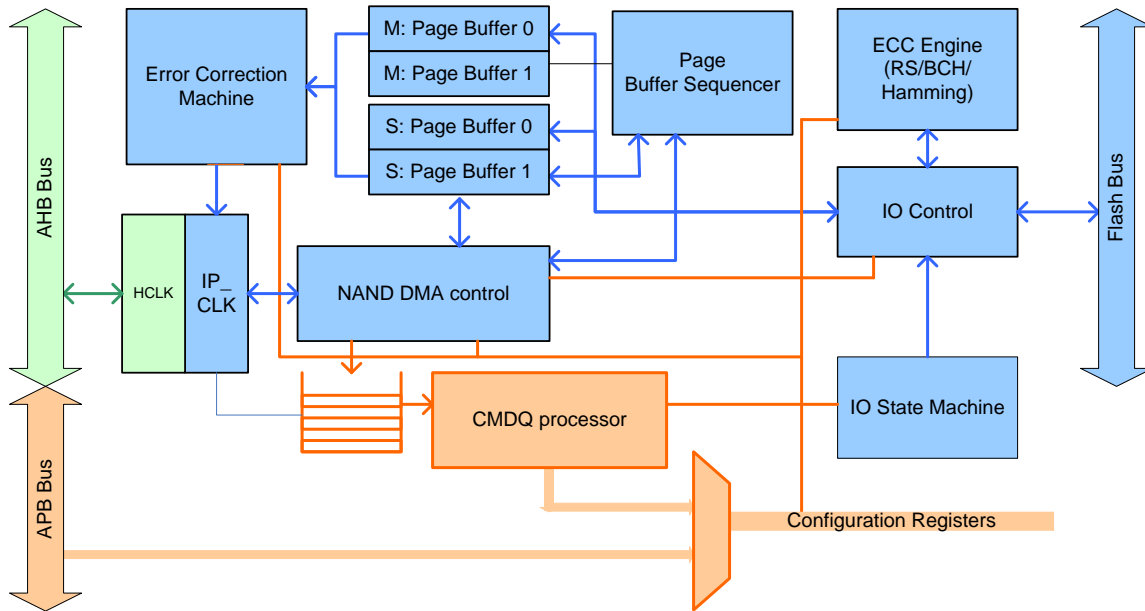 M: Page Buffer 0
M: Page Buffer 1
S: Page Buffer 0
S: Page Buffer 1
Error Correction
Machine
Page
Buffer Sequencer
ECC Engine
(RS/BCH/
Hamming)
AHB Bus
HCLK
IP_
CLK
NAND DMA control
IO Control
Flash Bus
CMDQ processor
IO State Machine
APB Bus
Configuration Registers